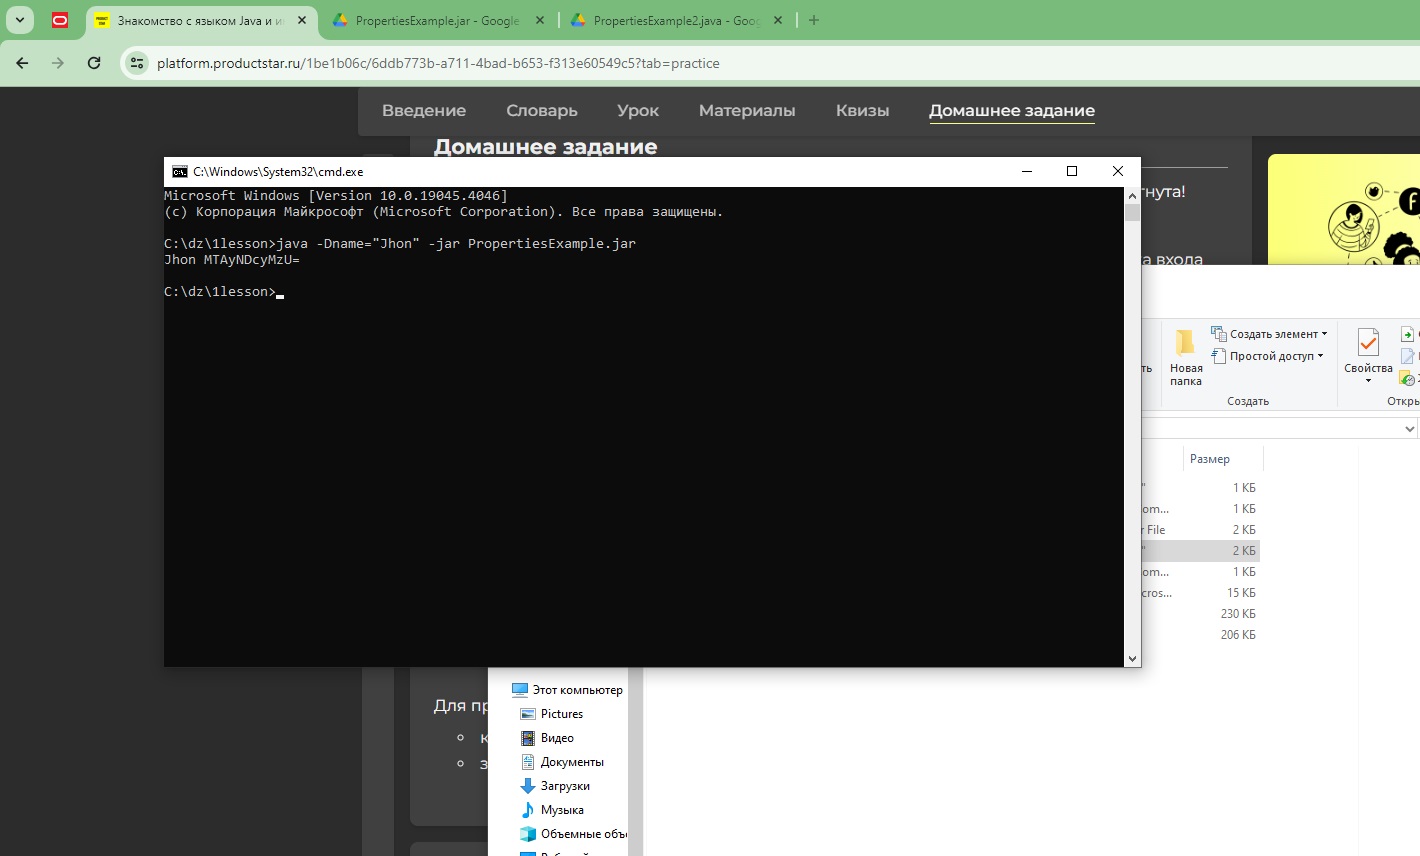 Знакомство с языком Java и и
PropertiesExample.jar - Google
PropertiesExample2.java - Goog
platform.productstar.ru/1be1b06c/6ddb773b-a711-4bad-b653-f313e60549c5?tab=practice
Введение Словарь Урок Материалы Квизы Домашнее задание
Домашнее задание
гнута!
C:\Windows\System32\cmd.exe
Microsoft Windows [Version 10.0.19045.4046]
(c) Корпорация Майкрософт (Microsoft Corporation). Все права защищены.
C:\dz\1lesson>java -Dname="Jhon" -jar PropertiesExample.jar
Jhon MTAyNDcyMzU=
C:\dz\1lesson>
а входа
ть
Новая
папка
Создать элемент
Простой доступ
Создать
Свойства
Откры
Размер
" 1 КБ
om... 1 КБ
r File 2 КБ
" 2 КБ
om... 1 КБ
cros... 15 КБ
230 КБ
206 КБ
Для пр
к
з
Этот компьютер
Pictures
Видео
Документы
Загрузки
Музыка
Объемные объ